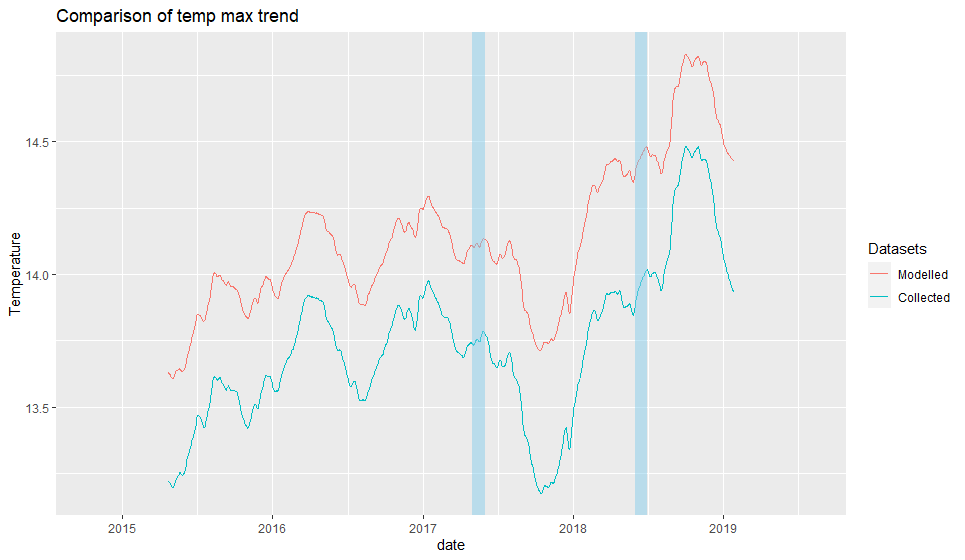 Comparison of temp max trend
Temperature
14.5
14.0
13.5
2015 2016 2017 2018 2019
date
Datasets
Modelled
Collected